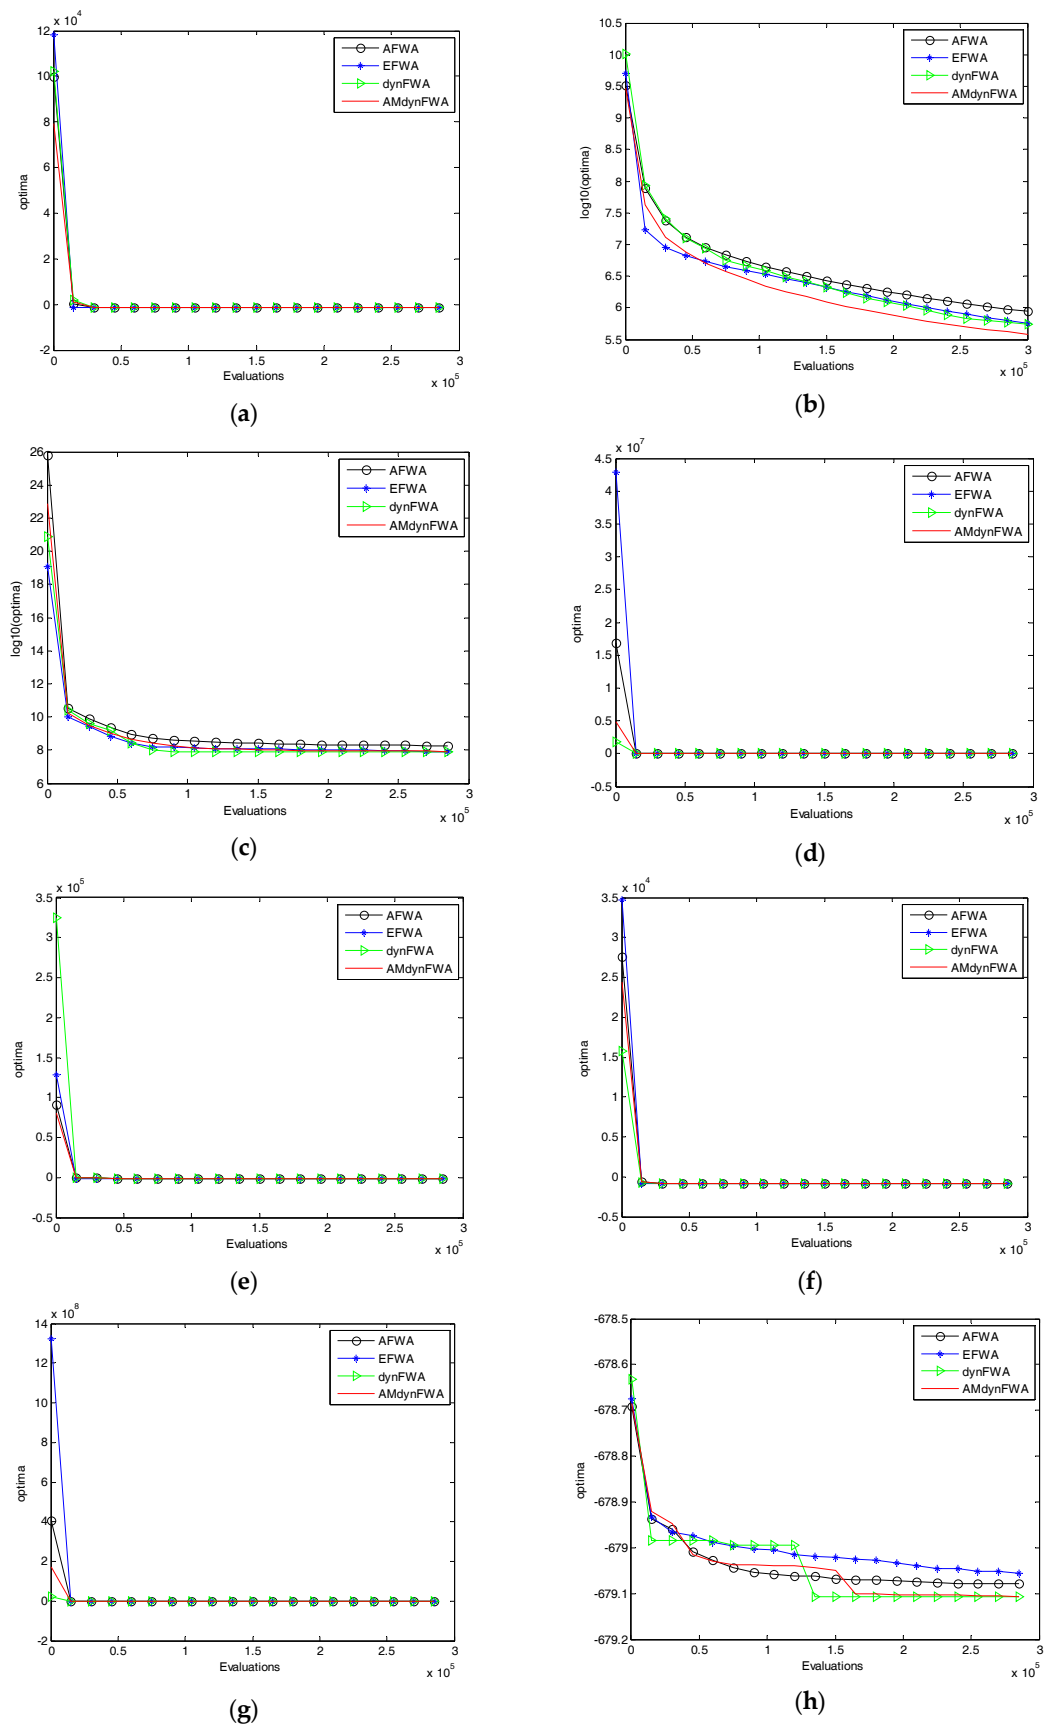 x 10^4
12
10
8
6
4
2
0
-2
optima
AFWA
EFWA
dynFWA
AMdynFWA
0 0.5 1 1.5 2 2.5 3
Evaluations
x 10^5
(a)
10.5
10
9.5
9
8.5
8
7.5
7
6.5
6
5.5
log10(optima)
AFWA
EFWA
dynFWA
AMdynFWA
0 0.5 1 1.5 2 2.5 3
Evaluations
x 10^5
(b)
26
24
22
20
18
16
14
12
10
8
6
log10(optima)
AFWA
EFWA
dynFWA
AMdynFWA
0 0.5 1 1.5 2 2.5 3
Evaluations
x 10^5
(c)
x 10^7
4.5
4
3.5
3
2.5
2
1.5
1
0.5
0
-0.5
optima
AFWA
EFWA
dynFWA
AMdynFWA
0 0.5 1 1.5 2 2.5 3
Evaluations
x 10^5
(d)
x 10^5
3.5
3
2.5
2
1.5
1
0.5
0
-0.5
optima
AFWA
EFWA
dynFWA
AMdynFWA
0 0.5 1 1.5 2 2.5 3
Evaluations
x 10^5
(e)
x 10^4
3.5
3
2.5
2
1.5
1
0.5
0
-0.5
optima
AFWA
EFWA
dynFWA
AMdynFWA
0 0.5 1 1.5 2 2.5 3
Evaluations
x 10^5
(f)
x 10^8
14
12
10
8
6
4
2
0
-2
optima
AFWA
EFWA
dynFWA
AMdynFWA
0 0.5 1 1.5 2 2.5 3
Evaluations
x 10^5
(g)
-678.5
-678.6
-678.7
-678.8
-678.9
-679
-679.1
-679.2
optima
AFWA
EFWA
dynFWA
AMdynFWA
0 0.5 1 1.5 2 2.5 3
Evaluations
x 10^5
(h)